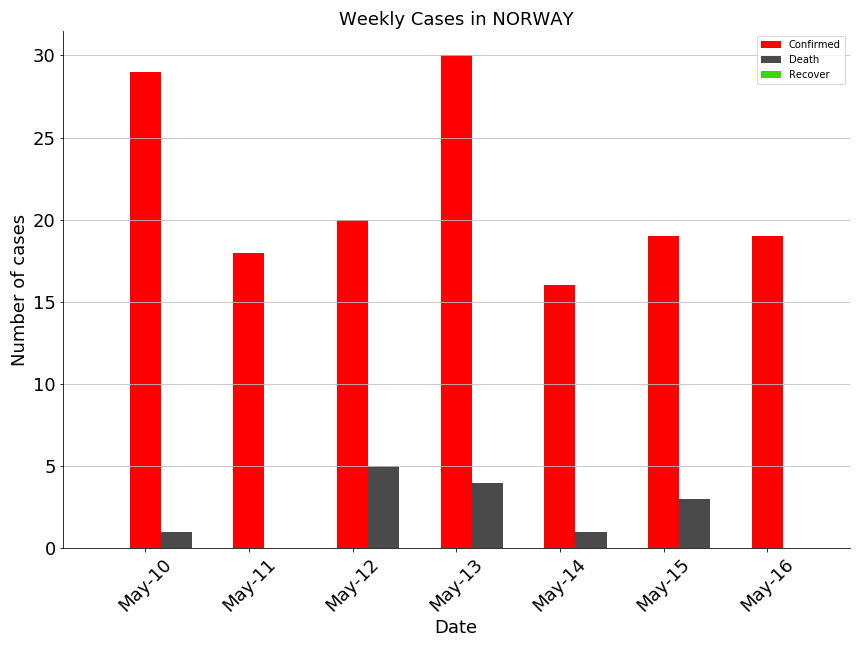 Weekly Cases in NORWAY
Confirmed
Death
Recover
Number of cases
30
25
20
15
10
5
0
May-10
May-11
May-12
May-13
May-14
May-15
May-16
Date